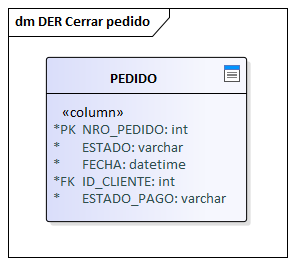 dm DER Cerrar pedido
PEDIDO
«column»
*PK NRO_PEDIDO: int
* ESTADO: varchar
* FECHA: datetime
*FK ID_CLIENTE: int
* ESTADO_PAGO: varchar